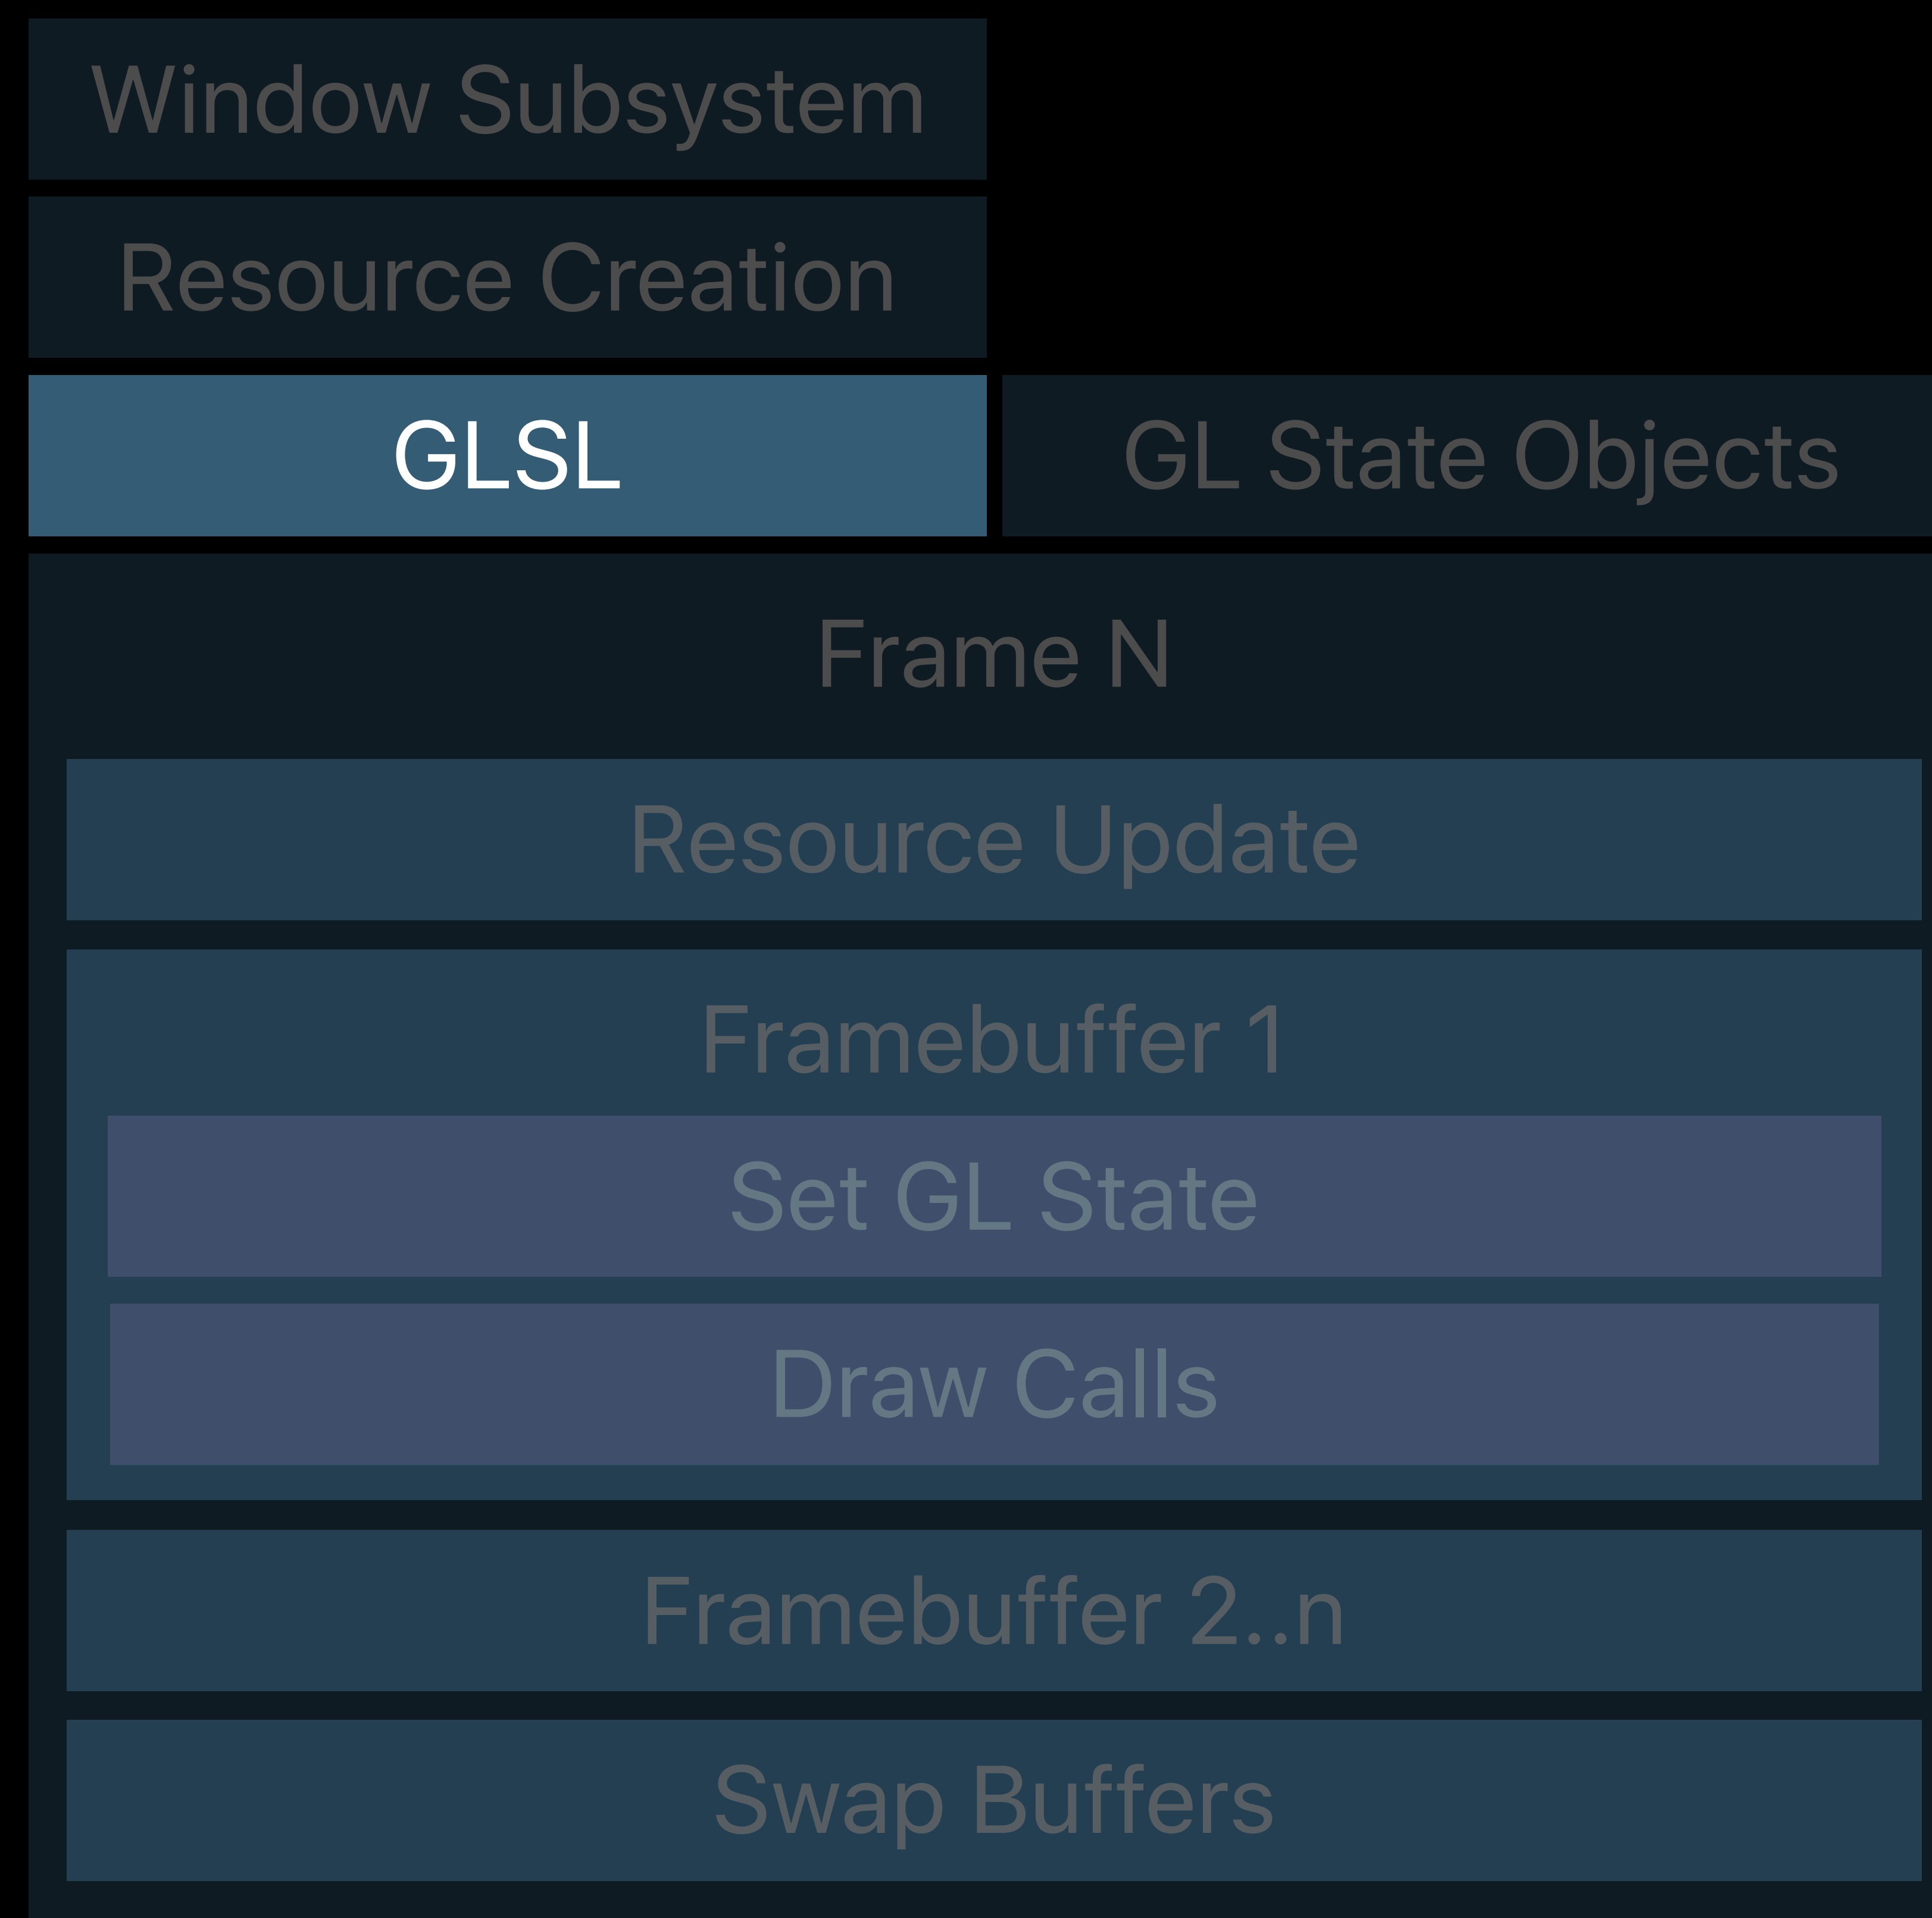 Window Subsystem
Resource Creation
GLSL
GL State Objects
Frame N
Resource Update
Framebuffer 1
Set GL State
Draw Calls
Framebuffer 2..n
Swap Buffers